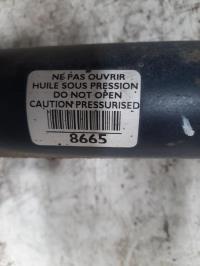 NE PAS OUVRIR
HUILE SOUS PRESSION
DO NOT OPEN
CAUTION PRESSURISED
8665